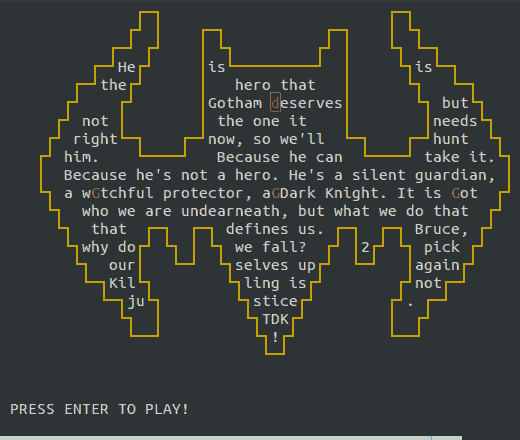 He is is
the hero that
Gotham deserves but
not the one it needs
right now, so we'll hunt
him. Because he can take it.
Because he's not a hero. He's a silent guardian,
a wGtchful protector, aGDark Knight. It is Got
who we are undearneath, but what we do that
that defines us. Bruce,
why do we fall? 2 pick
our selves up again
Kil ling is not
ju stice .
TDK
!
PRESS ENTER TO PLAY!